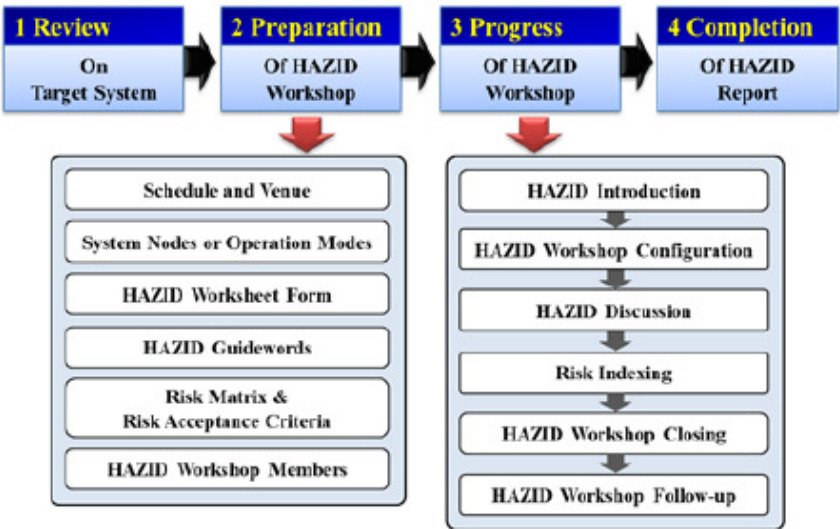 1 Review
On
Target System
2 Preparation
Of HAZID
Workshop
3 Progress
Of HAZID
Workshop
4 Completion
Of HAZID
Report
Schedule and Venue
System Nodes or Operation Modes
HAZID Worksheet Form
HAZID Guidewords
Risk Matrix &
Risk Acceptance Criteria
HAZID Workshop Members
HAZID Introduction
HAZID Workshop Configuration
HAZID Discussion
Risk Indexing
HAZID Workshop Closing
HAZID Workshop Follow-up